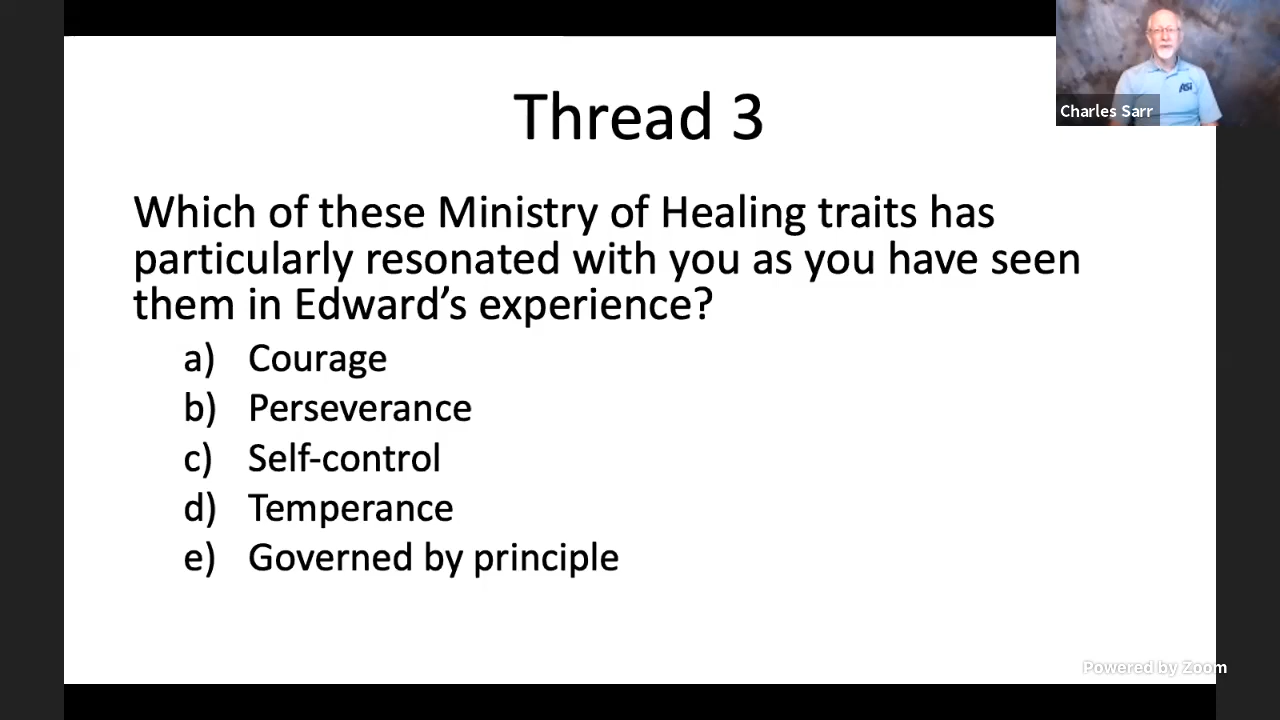 Thread 3
Which of these Ministry of Healing traits has
particularly resonated with you as you have seen
them in Edward’s experience?
a) Courage
b) Perseverance
c) Self-control
d) Temperance
e) Governed by principle
ASi
Charles Sarr
Powered by Zoom